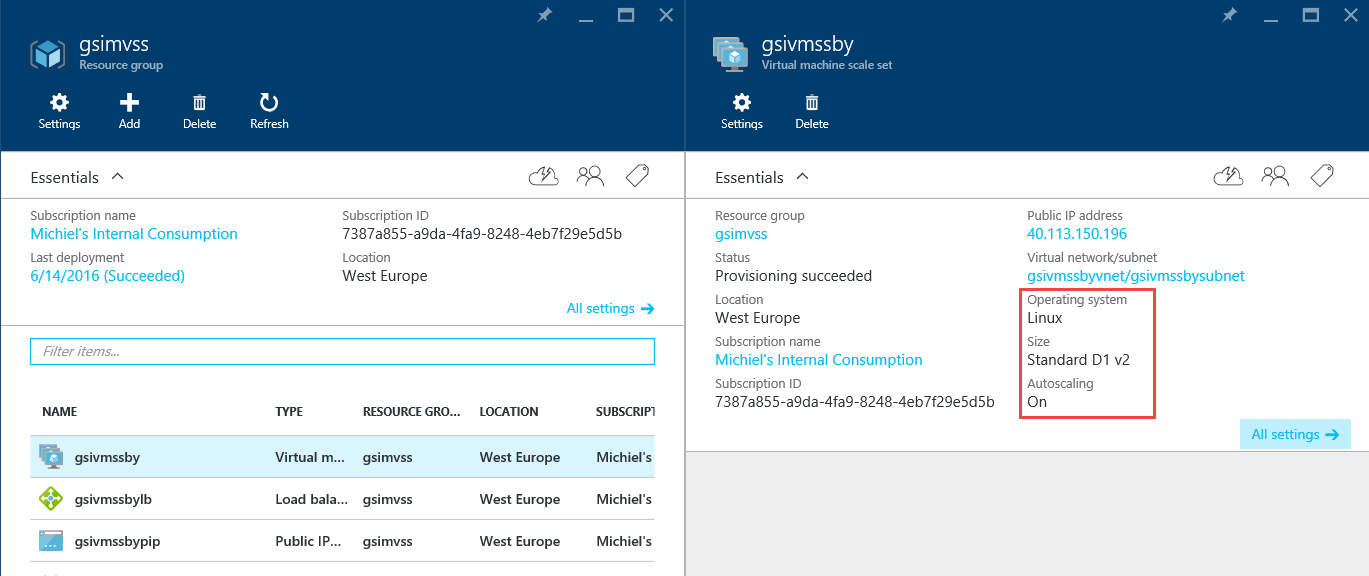 gsimvss
Resource group
Settings
Add
Delete
Refresh
Essentials
Subscription name
Michiel's Internal Consumption
Subscription ID
7387a855-a9da-4fa9-8248-4eb7f29e5d5b
Last deployment
6/14/2016 (Succeeded)
Location
West Europe
All settings
Filter items...
NAME TYPE RESOURCE GRO... LOCATION SUBSCRIPT
gsivmssby Virtual m... gsimvss West Europe Michiel's
gsivmssbylb Load bala... gsimvss West Europe Michiel's
gsivmssbypip Public IP... gsimvss West Europe Michiel's
gsivmssby
Virtual machine scale set
Settings
Delete
Essentials
Resource group
gsimvss
Status
Provisioning succeeded
Location
West Europe
Subscription name
Michiel's Internal Consumption
Subscription ID
7387a855-a9da-4fa9-8248-4eb7f29e5d5b
Public IP address
40.113.150.196
Virtual network/subnet
gsivmssbyvnet/gsivmssbysubnet
Operating system
Linux
Size
Standard D1 v2
Autoscaling
On
All settings